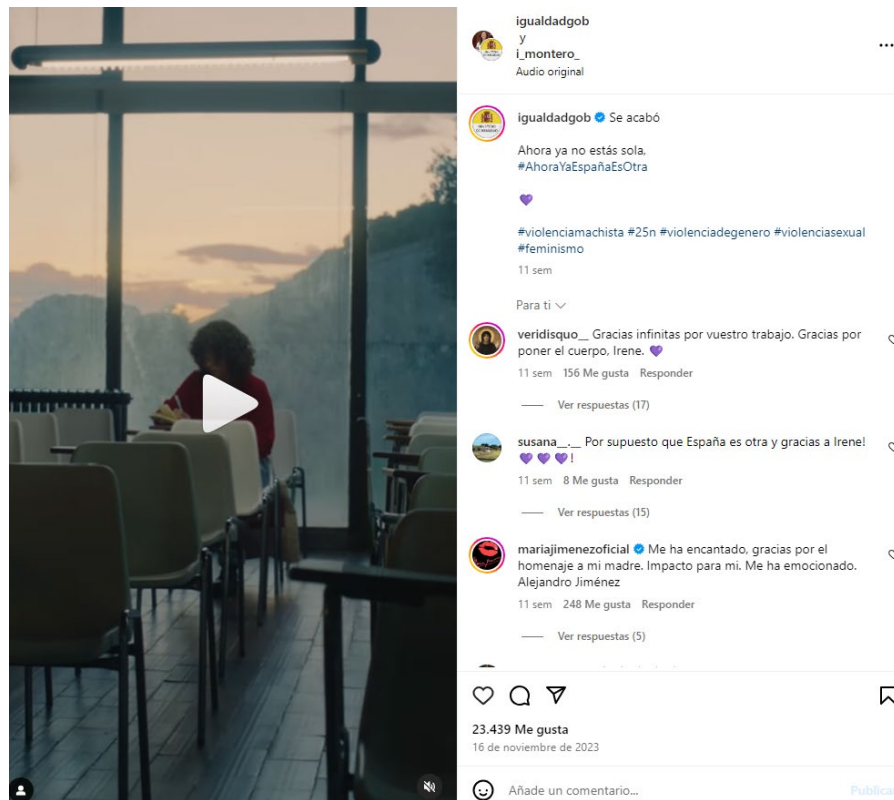 igualdadgob
y
i_montero_
Audio original
igualdadgob Se acabó
Ahora ya no estás sola,
#AhoraYaEspañaEsOtra
#violenciamachista #25n #violenciadegenero #violenciasexual
#feminismo
11 sem
Para ti
veridisquo__ Gracias infinitas por vuestro trabajo. Gracias por
poner el cuerpo, Irene. 💜
11 sem 156 Me gusta Responder
Ver respuestas (17)
susana__.__ Por supuesto que España es otra y gracias a Irene!
💜💜💜!
11 sem 8 Me gusta Responder
Ver respuestas (15)
mariajimenezoficial Me ha encantado, gracias por el
homenaje a mi madre. Impacto para mi. Me ha emocionado.
Alejandro Jiménez
11 sem 248 Me gusta Responder
Ver respuestas (5)
23.439 Me gusta
16 de noviembre de 2023
Añade un comentario...
Publica